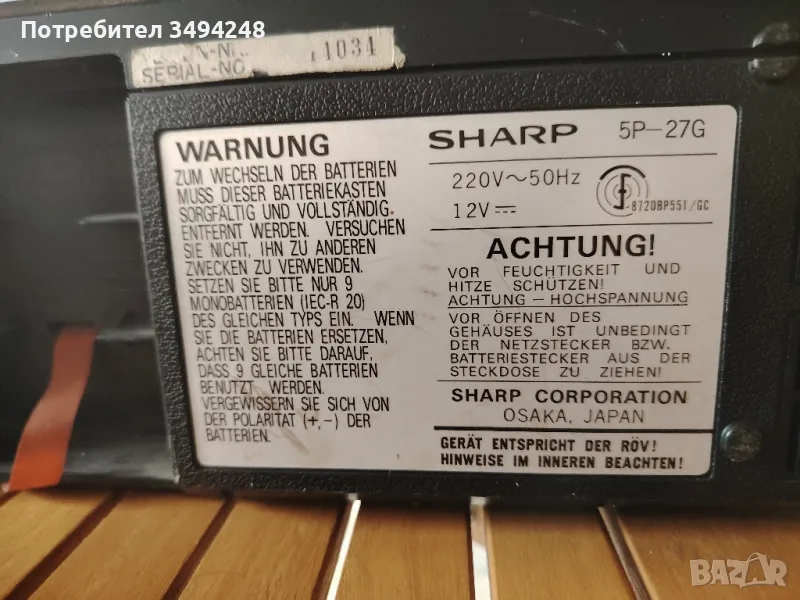 Потребител 3494248
SERIAL-NO.
1034
WARNUNG
ZUM WECHSELN DER BATTERIEN
MUSS DIESER BATTERIEKASTEN
SORGFÄLTIG UND VOLLSTÄNDIG
ENTFERNT WERDEN. VERSUCHEN
SIE NICHT, IHN ZU ANDEREN
ZWECKEN ZU VERWENDEN.
SETZEN SIE BITTE NUR 9
MONOBATTERIEN (IEC-R 20)
DES GLEICHEN TYPS EIN. WENN
SIE DIE BATTERIEN ERSETZEN,
ACHTEN SIE BITTE DARAUF,
DASS 9 GLEICHE BATTERIEN
BENUTZT WERDEN.
VERGEWISSERN SIE SICH VON
DER POLARITÄT (+,-) DER
BATTERIEN.
SHARP 5P-27G
220V~50Hz
12V⎓
872DBP551/GC
ACHTUNG!
VOR FEUCHTIGKEIT UND
HITZE SCHÜTZEN!
ACHTUNG - HOCHSPANNUNG
VOR ÖFFNEN DES
GEHÄUSES IST UNBEDINGT
DER NETZSTECKER BZW.
BATTERIESTECKER AUS DER
STECKDOSE ZU ZIEHEN!
SHARP CORPORATION
OSAKA, JAPAN
GERÄT ENTSPRICHT DER RÖV!
HINWEISE IM INNEREN BEACHTEN!
BAZAR